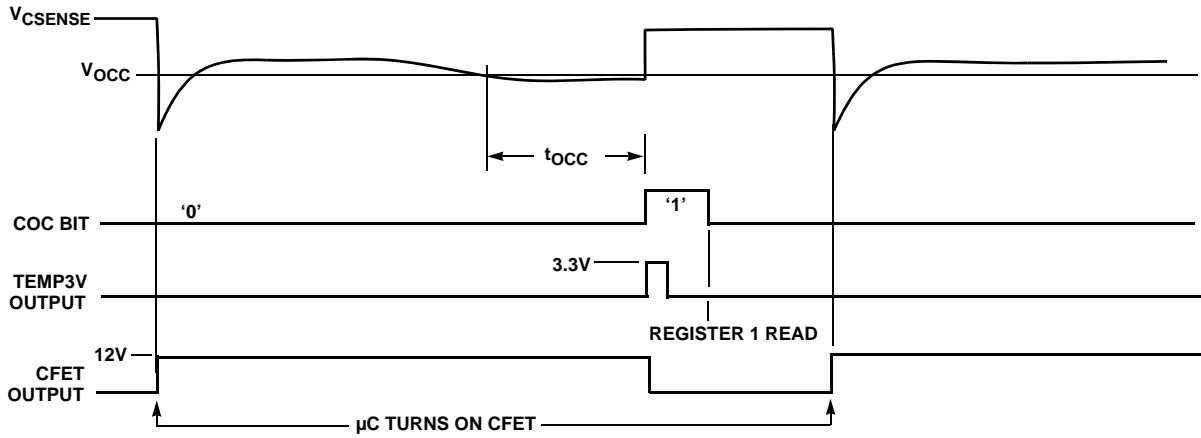 VCSENSE
VOCC
tOCC
COC BIT
‘0’
‘1’
3.3V
TEMP3V
OUTPUT
REGISTER 1 READ
12V
CFET
OUTPUT
µC TURNS ON CFET